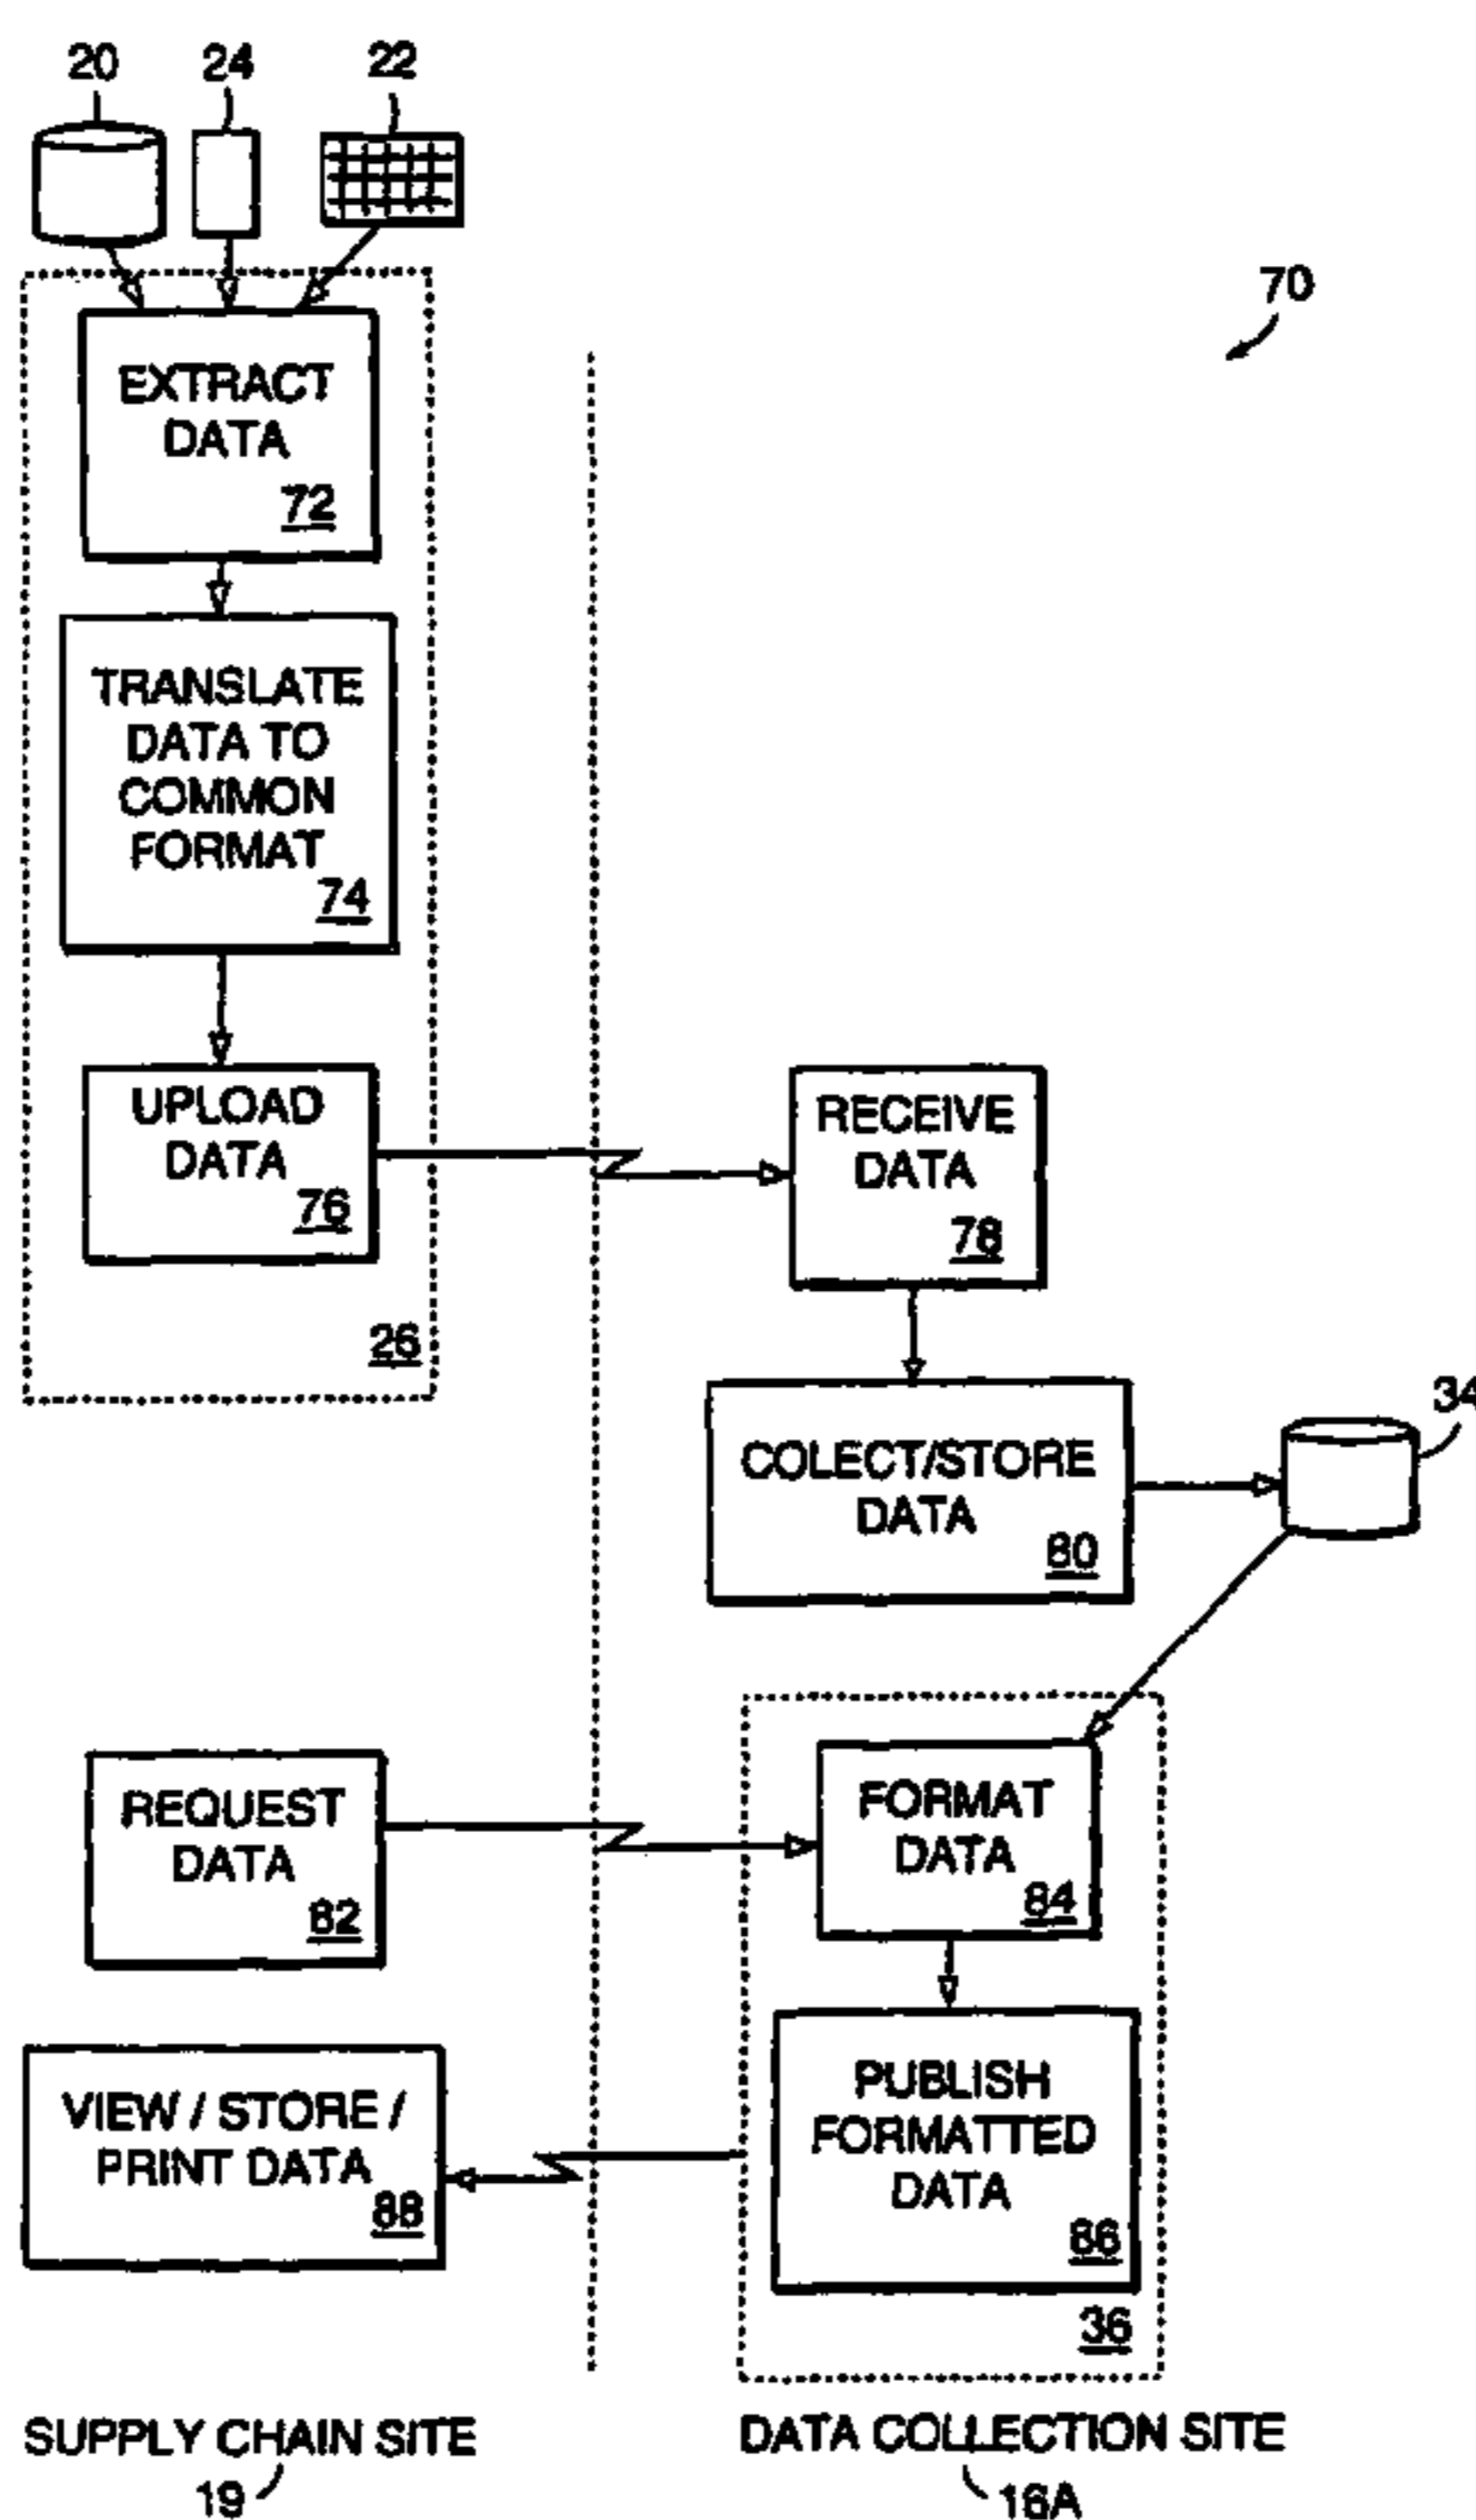 20
24
22
70
EXTRACT
DATA
72
TRANSLATE
DATA TO
COMMON
FORMAT
74
UPLOAD
DATA
76
26
RECEIVE
DATA
78
COLECT/STORE
DATA
80
34
REQUEST
DATA
82
FORMAT
DATA
84
VIEW / STORE /
PRINT DATA
88
PUBLISH
FORMATTED
DATA
86
36
SUPPLY CHAIN SITE
19
DATA COLLECTION SITE
16A